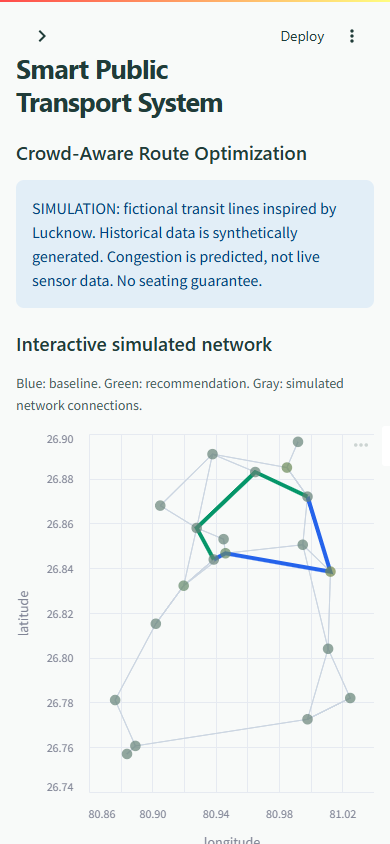 Deploy
Smart Public
Transport System
Crowd-Aware Route Optimization
SIMULATION: fictional transit lines inspired by
Lucknow. Historical data is synthetically
generated. Congestion is predicted, not live
sensor data. No seating guarantee.
Interactive simulated network
Blue: baseline. Green: recommendation. Gray: simulated
network connections.
26.90
26.88
26.86
26.84
26.82
26.80
26.78
26.76
26.74
latitude
80.86 80.90 80.94 80.98 81.02
longitude